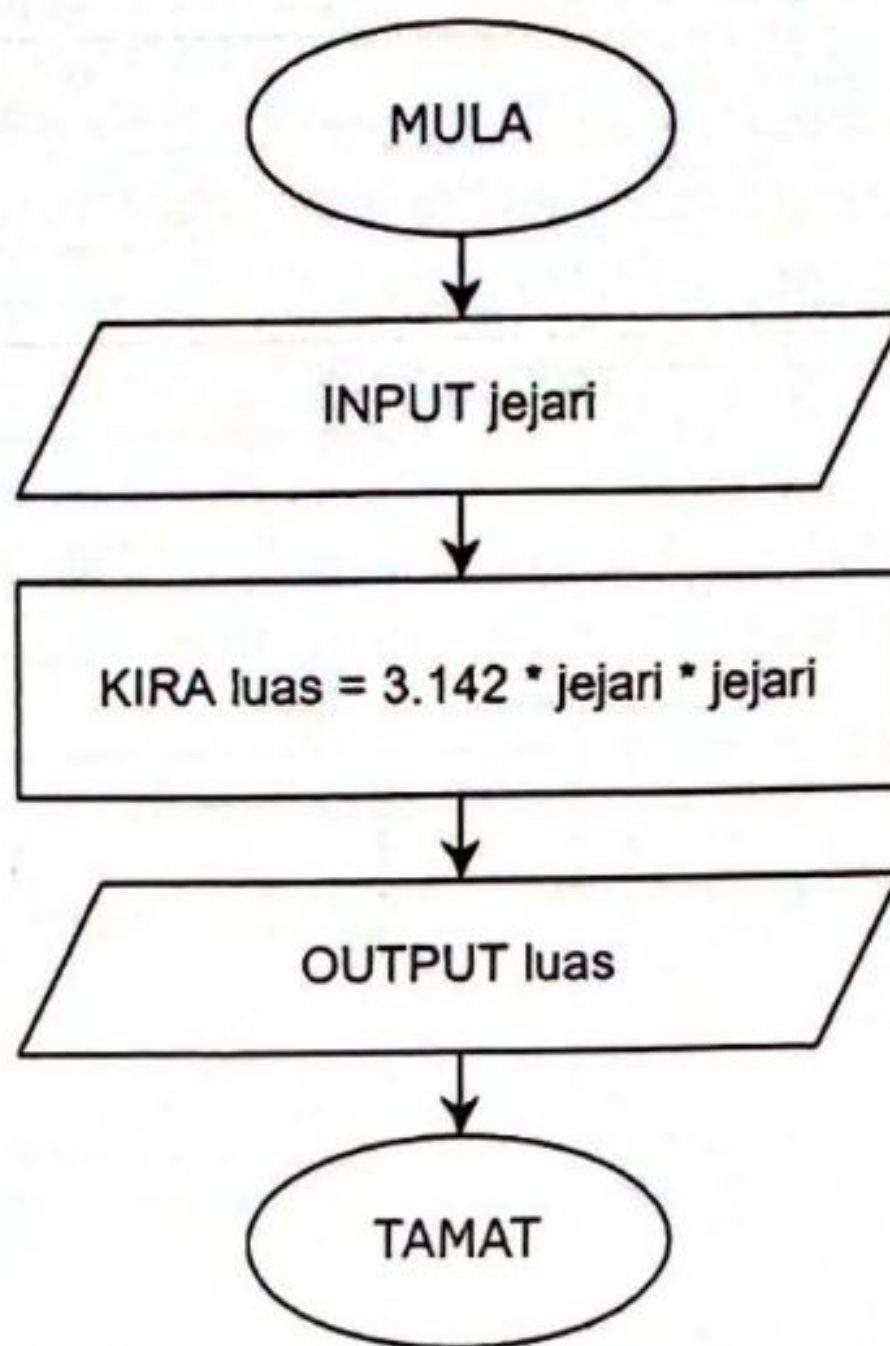 MULA
INPUT jejari
KIRA luas = 3.142 * jejari * jejari
OUTPUT luas
TAMAT